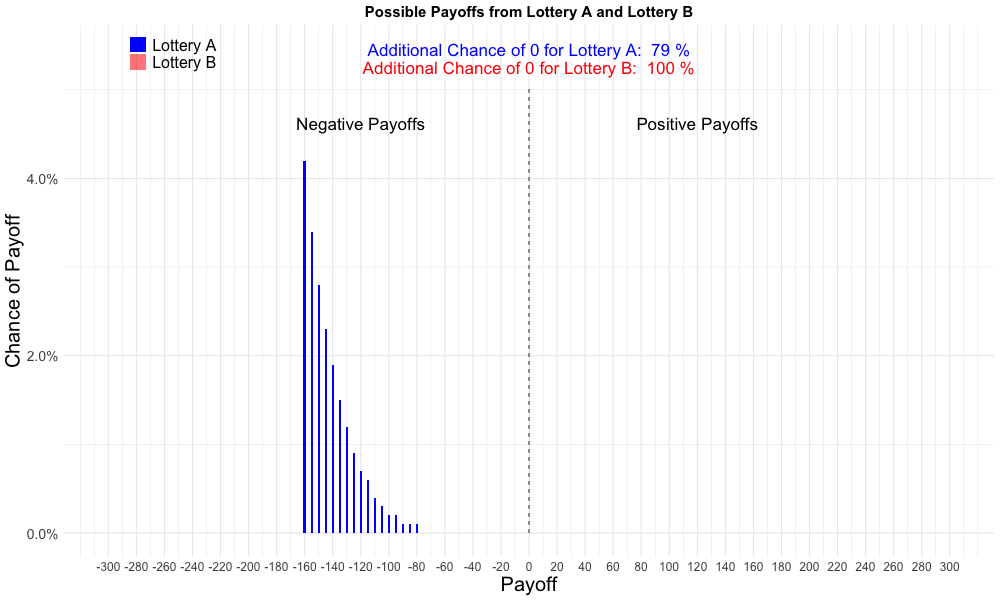 Possible Payoffs from Lottery A and Lottery B
Lottery A
Lottery B
Additional Chance of 0 for Lottery A:  79 %
Additional Chance of 0 for Lottery B:  100 %
Negative Payoffs
Positive Payoffs
Chance of Payoff
4.0%
2.0%
0.0%
-300 -280 -260 -240 -220 -200 -180 -160 -140 -120 -100 -80 -60 -40 -20 0 20 40 60 80 100 120 140 160 180 200 220 240 260 280 300
Payoff